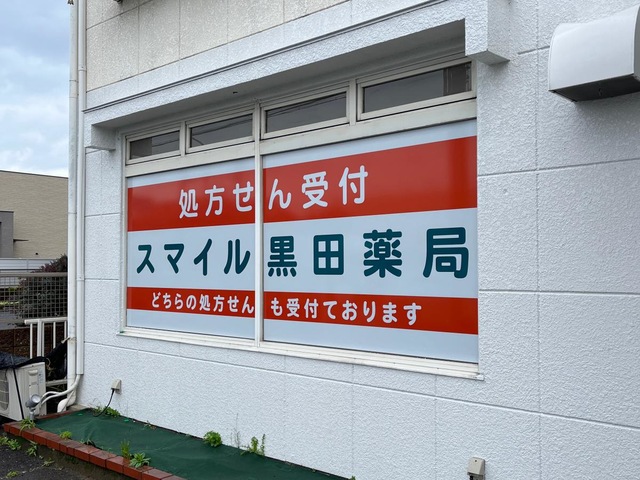 処方せん受付
スマイル黒田薬局
どちらの処方せんも受付ております